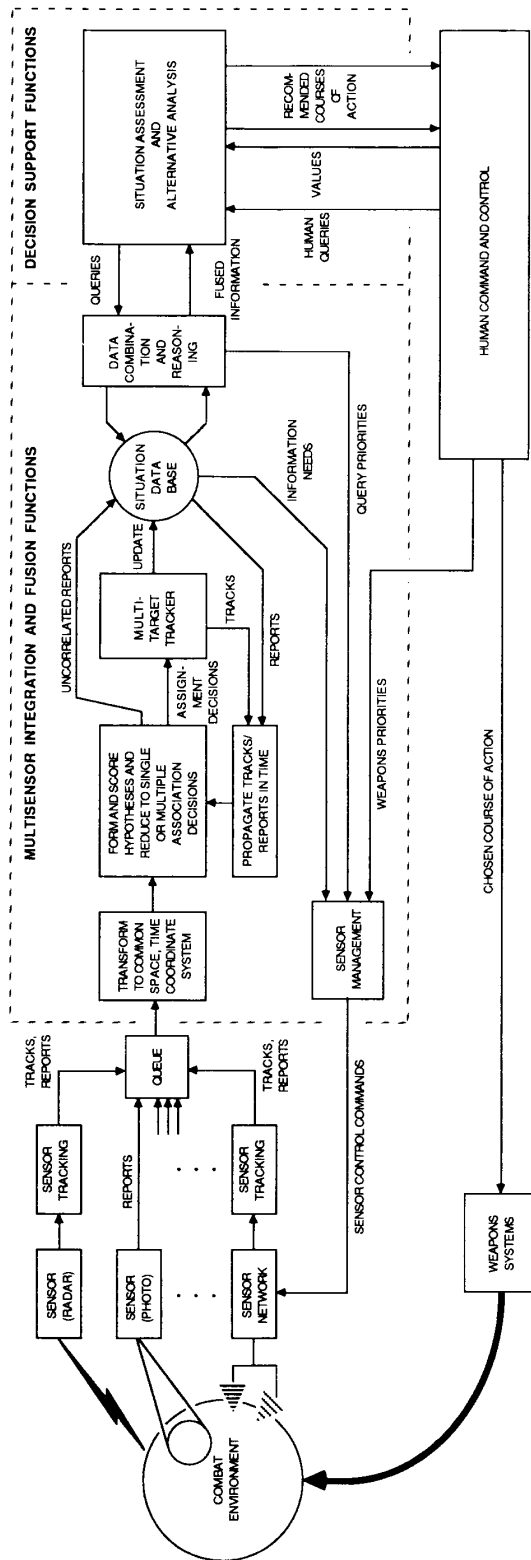 MULTISENSOR INTEGRATION AND FUSION FUNCTIONS
DECISION SUPPORT FUNCTIONS
COMBAT
ENVIRONMENT
SENSOR
(RADAR)
SENSOR
TRACKING
TRACKS,
REPORTS
SENSOR
(PHOTO)
REPORTS
SENSOR
NETWORK
SENSOR
TRACKING
TRACKS,
REPORTS
QUEUE
TRANSFORM
TO COMMON
SPACE, TIME
COORDINATE
SYSTEM
FORM AND SCORE
HYPOTHESES AND
REDUCE TO SINGLE
OR MULTIPLE
ASSOCIATION
DECISIONS
UNCORRELATED REPORTS
ASSIGN-
MENT
DECISIONS
MULTI-
TARGET
TRACKER
UPDATE
TRACKS
PROPAGATE TRACKS/
REPORTS IN TIME
REPORTS
SITUATION
DATA
BASE
DATA
COMBINA-
TION
AND
REASON-
ING
QUERIES
FUSED
INFORMATION
SITUATION ASSESSMENT
AND
ALTERNATIVE ANALYSIS
INFORMATION
NEEDS
QUERY PRIORITIES
WEAPONS PRIORITIES
SENSOR
MANAGEMENT
SENSOR CONTROL COMMANDS
HUMAN
QUERIES
VALUES
RECOM-
MENDED
COURSES
OF
ACTION
HUMAN COMMAND AND CONTROL
CHOSEN COURSE OF ACTION
WEAPONS
SYSTEMS